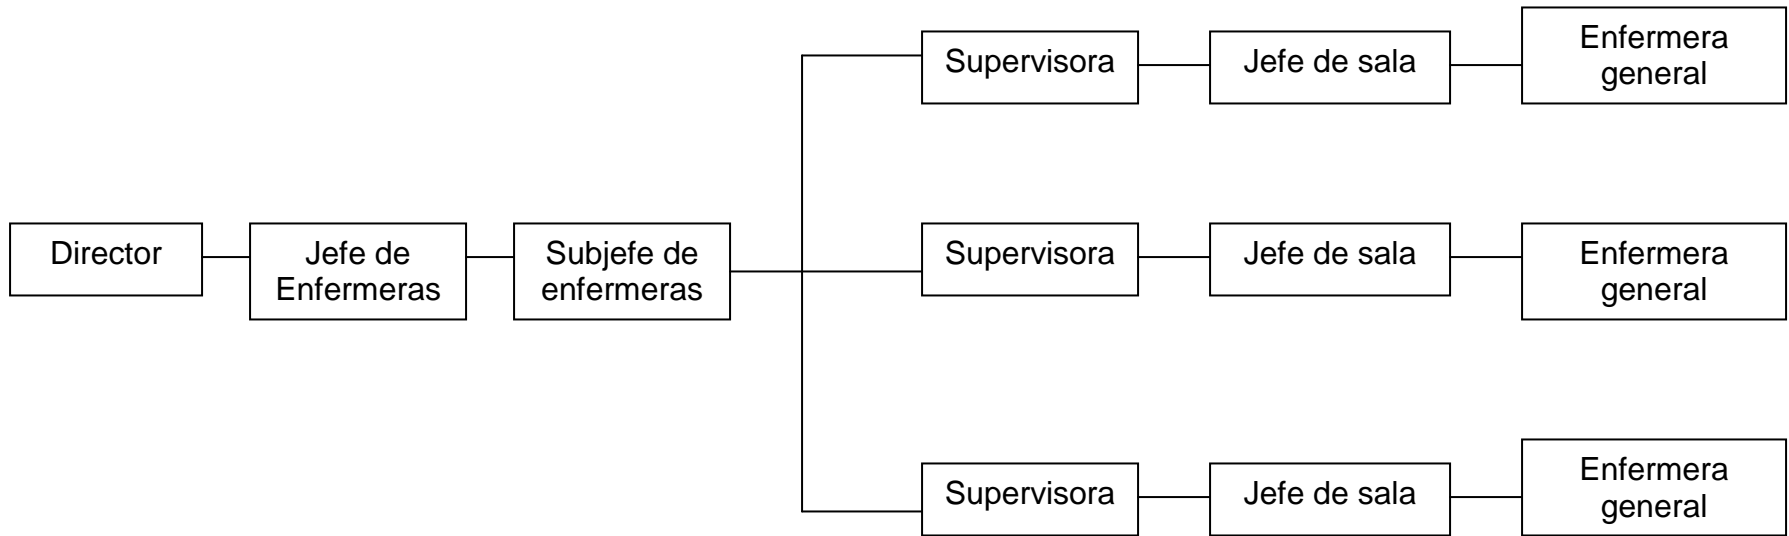 Supervisora
Jefe de sala
Enfermera
general
Director
Jefe de
Enfermeras
Subjefe de
enfermeras
Supervisora
Jefe de sala
Enfermera
general
Supervisora
Jefe de sala
Enfermera
general